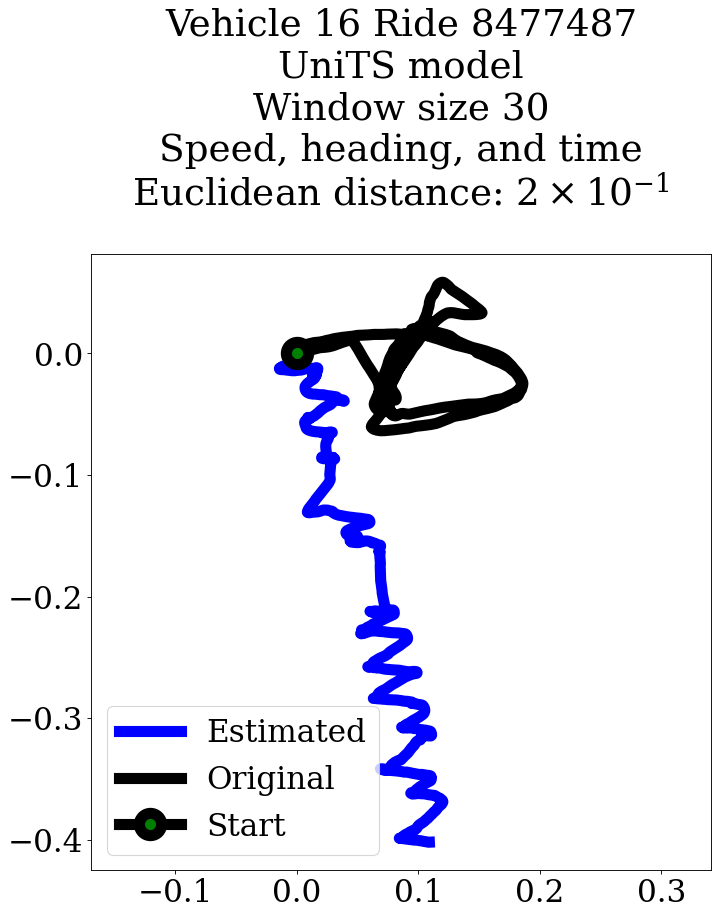 Vehicle 16 Ride 8477487
UniTS model
Window size 30
Speed, heading, and time
Euclidean distance: 2 × 10⁻¹
0.0
−0.1
−0.2
−0.3
−0.4
Estimated
Original
Start
−0.1 0.0 0.1 0.2 0.3